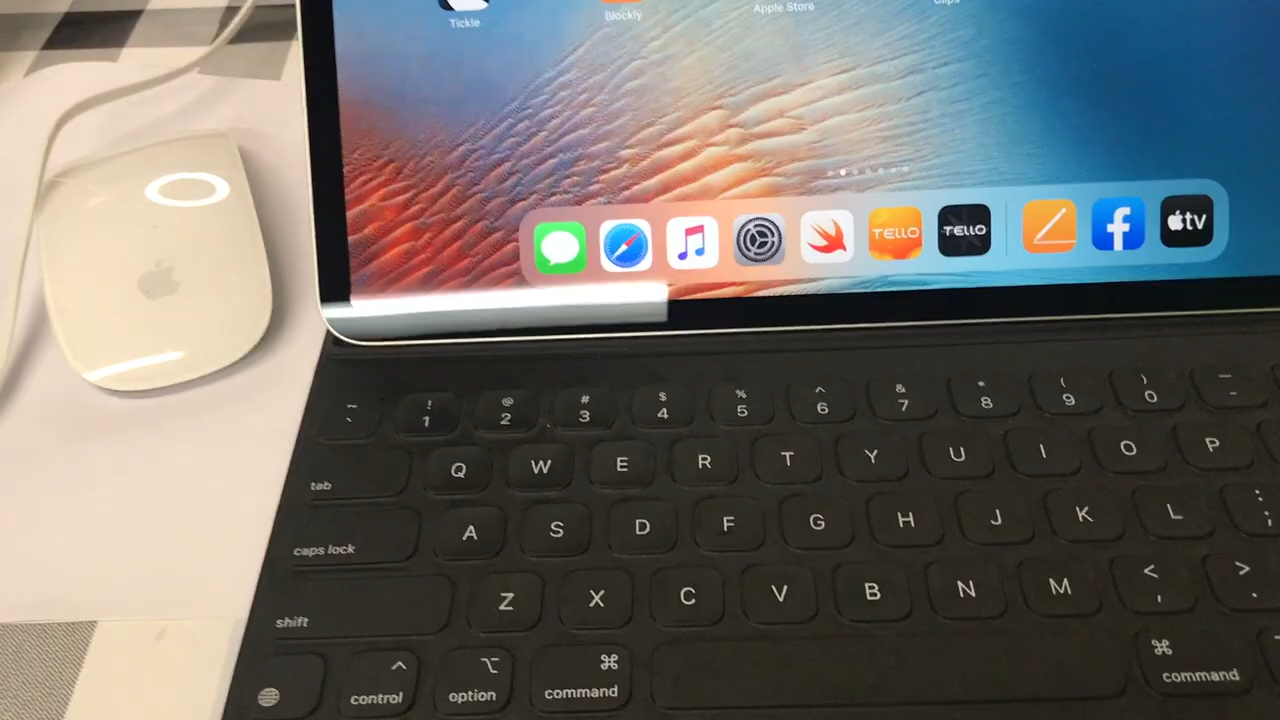 Tickle
Blockly
Apple Store
Clips
TELLO
TELLO
tv
~ ! @ # $ % ^ & * ( ) —
` 1 2 3 4 5 6 7 8 9 0 -
Q W E R T Y U I O P
tab
A S D F G H J K L : ;
caps lock
Z X C V B N M < , > .
shift
control
option
command
command